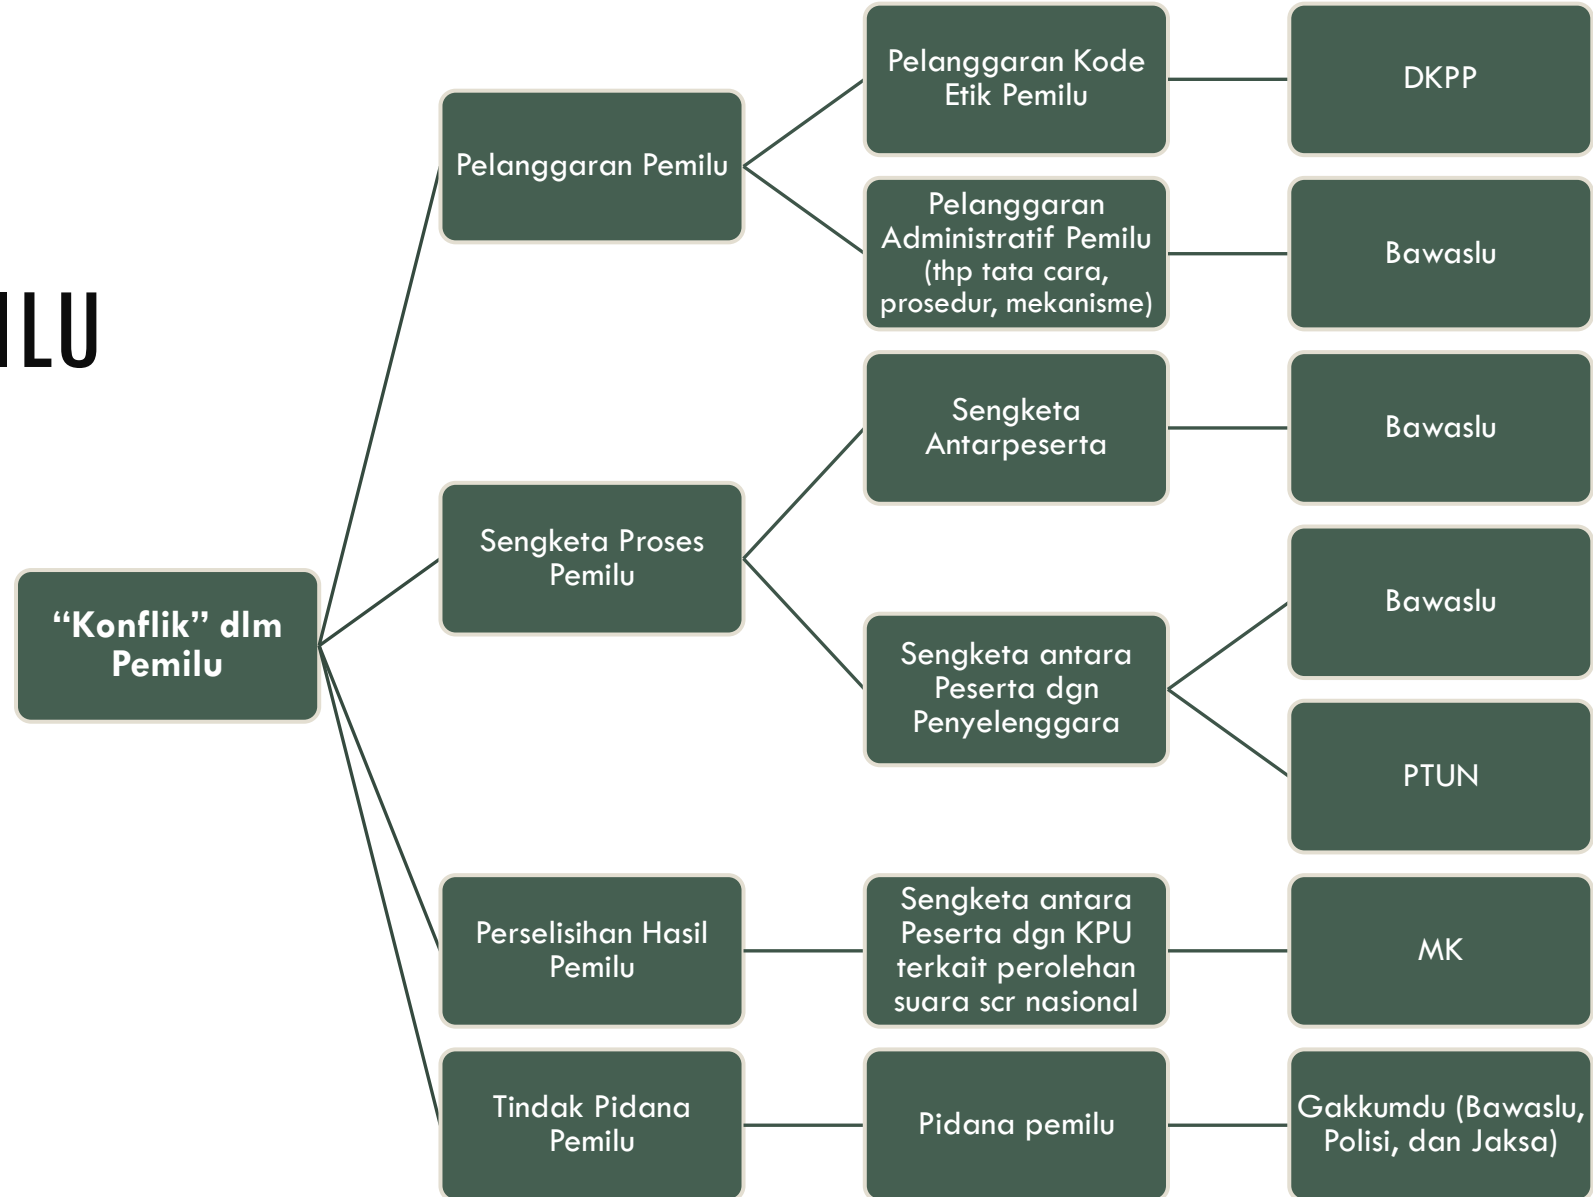 ILU
“Konflik” dlm
Pemilu
Pelanggaran Pemilu
Pelanggaran Kode
Etik Pemilu
DKPP
Pelanggaran
Administratif Pemilu
(thp tata cara,
prosedur, mekanisme)
Bawaslu
Sengketa Proses
Pemilu
Sengketa
Antarpeserta
Bawaslu
Sengketa antara
Peserta dgn
Penyelenggara
Bawaslu
PTUN
Perselisihan Hasil
Pemilu
Sengketa antara
Peserta dgn KPU
terkait perolehan
suara scr nasional
MK
Tindak Pidana
Pemilu
Pidana pemilu
Gakkumdu (Bawaslu,
Polisi, dan Jaksa)